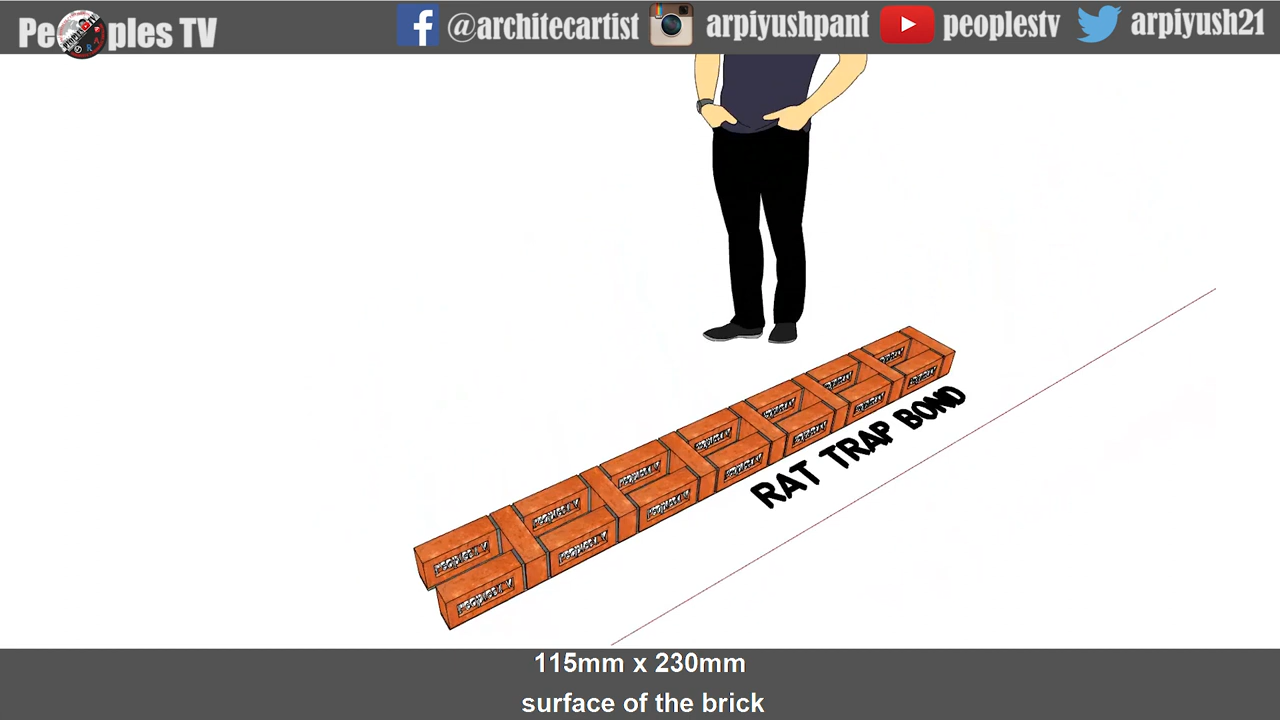 Peoples TV
@architecartist
arpiyushpant
peoplestv
arpiyush21
RAT TRAP BOND
115mm x 230mm
surface of the brick